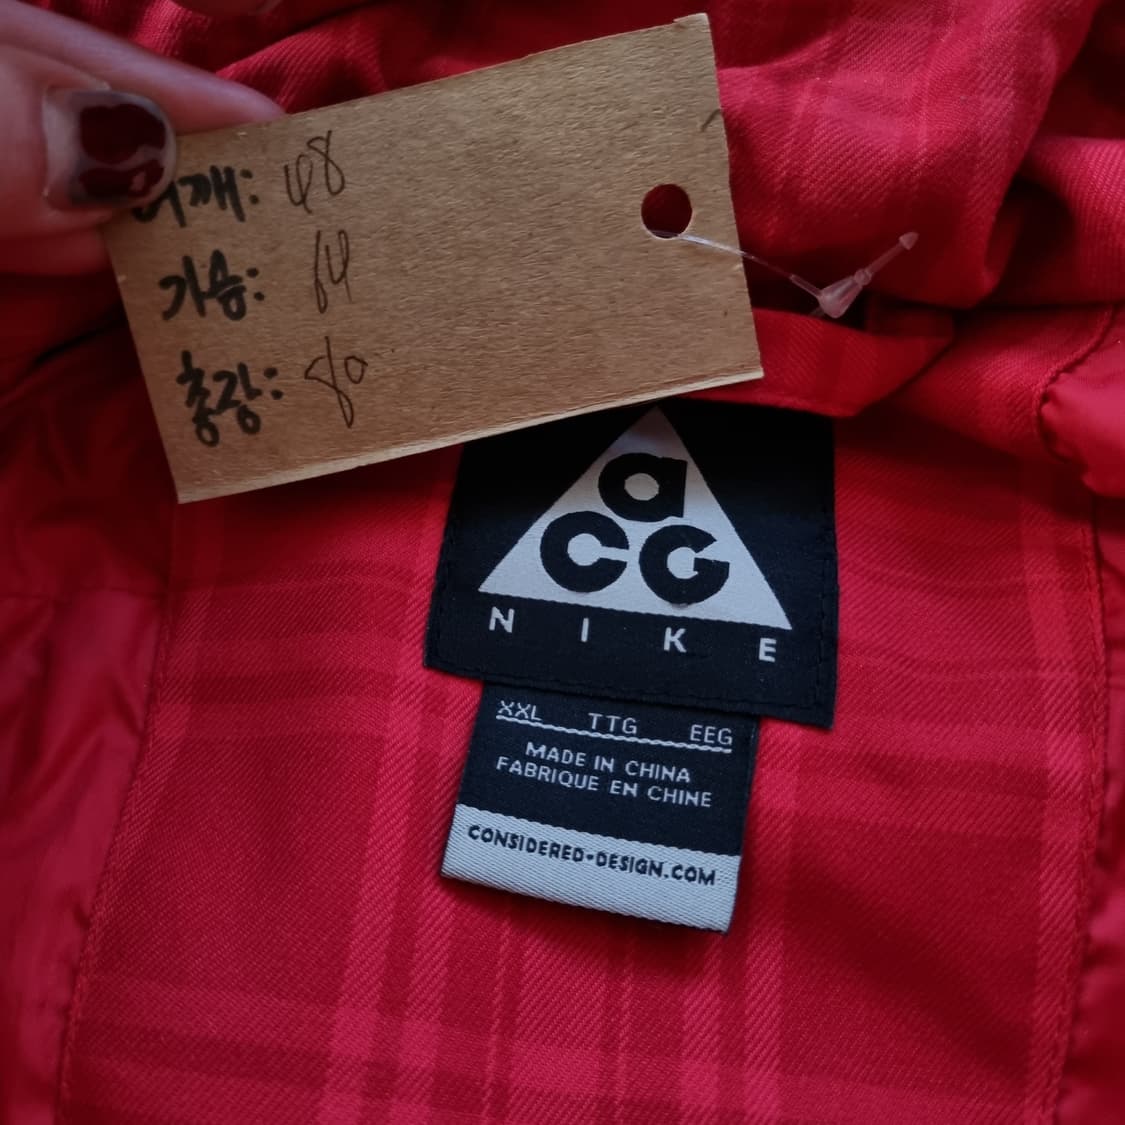 어깨: 48
가슴: 64
총장: 80
a
CG
NIKE
XXL TTG EEG
MADE IN CHINA
FABRIQUE EN CHINE
CONSIDERED-DESIGN.COM